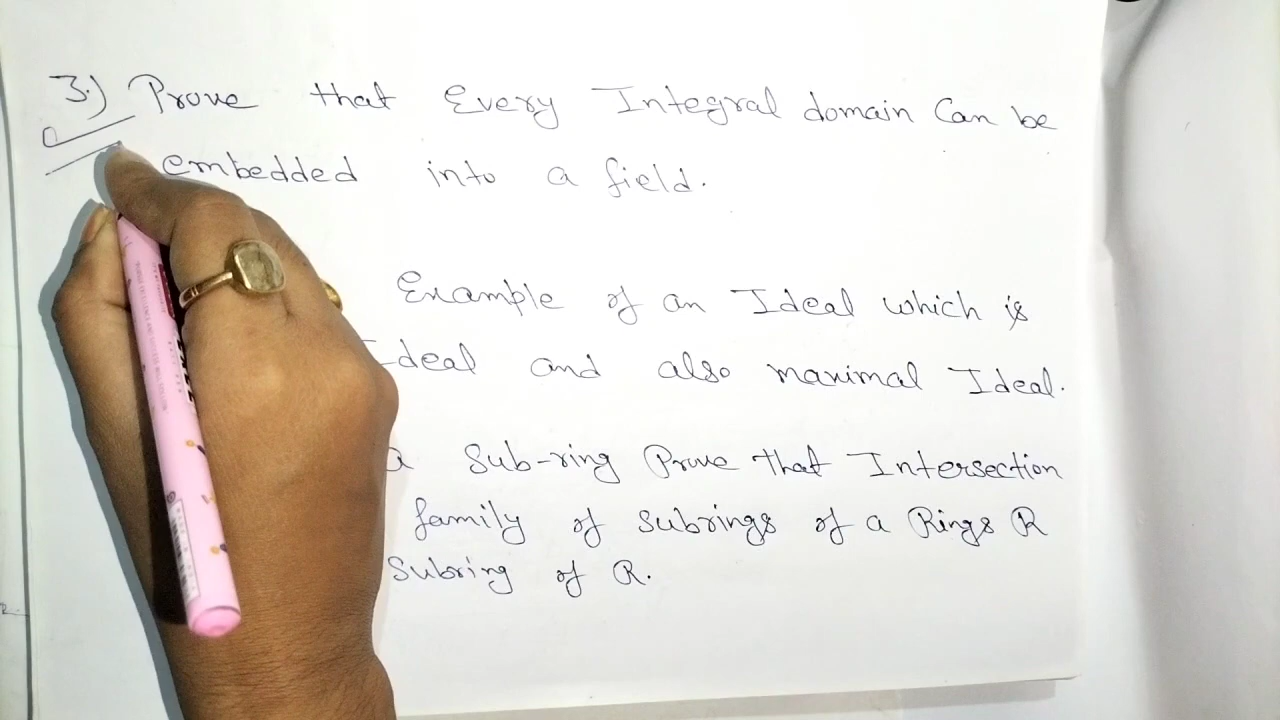 3.) Prove that Every Integral domain Can be
embedded into a field.
Example of an Ideal which is
Ideal and also maximal Ideal.
a Sub-ring Prove that Intersection
family of subrings of a Rings R
Subring of R.